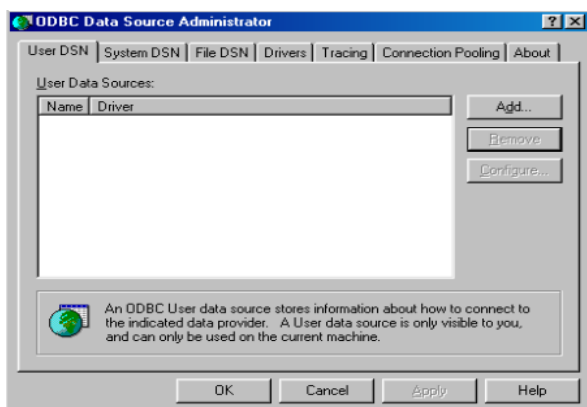 ODBC Data Source Administrator
User DSN System DSN File DSN Drivers Tracing Connection Pooling About
User Data Sources:
Name Driver
Add...
Remove
Configure...
An ODBC User data source stores information about how to connect to
the indicated data provider. A User data source is only visible to you,
and can only be used on the current machine.
OK Cancel Apply Help